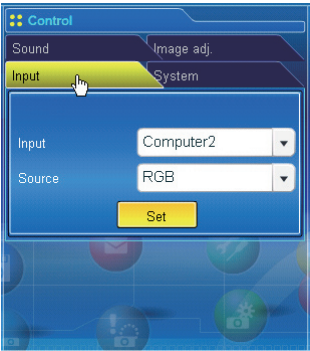 Control
Sound Image adj.
Input System
Input Computer2
Source RGB
Set